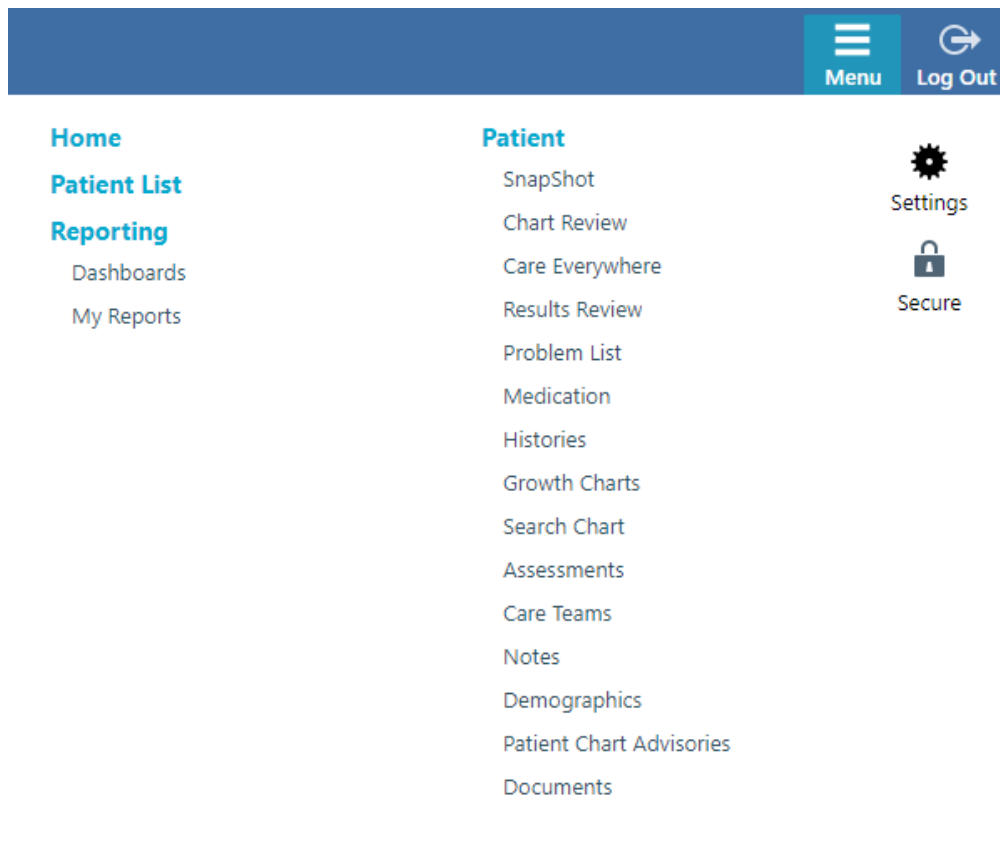 Menu
Log Out
Home
Patient List
Reporting
Dashboards
My Reports
Patient
SnapShot
Chart Review
Care Everywhere
Results Review
Problem List
Medication
Histories
Growth Charts
Search Chart
Assessments
Care Teams
Notes
Demographics
Patient Chart Advisories
Documents
Settings
Secure